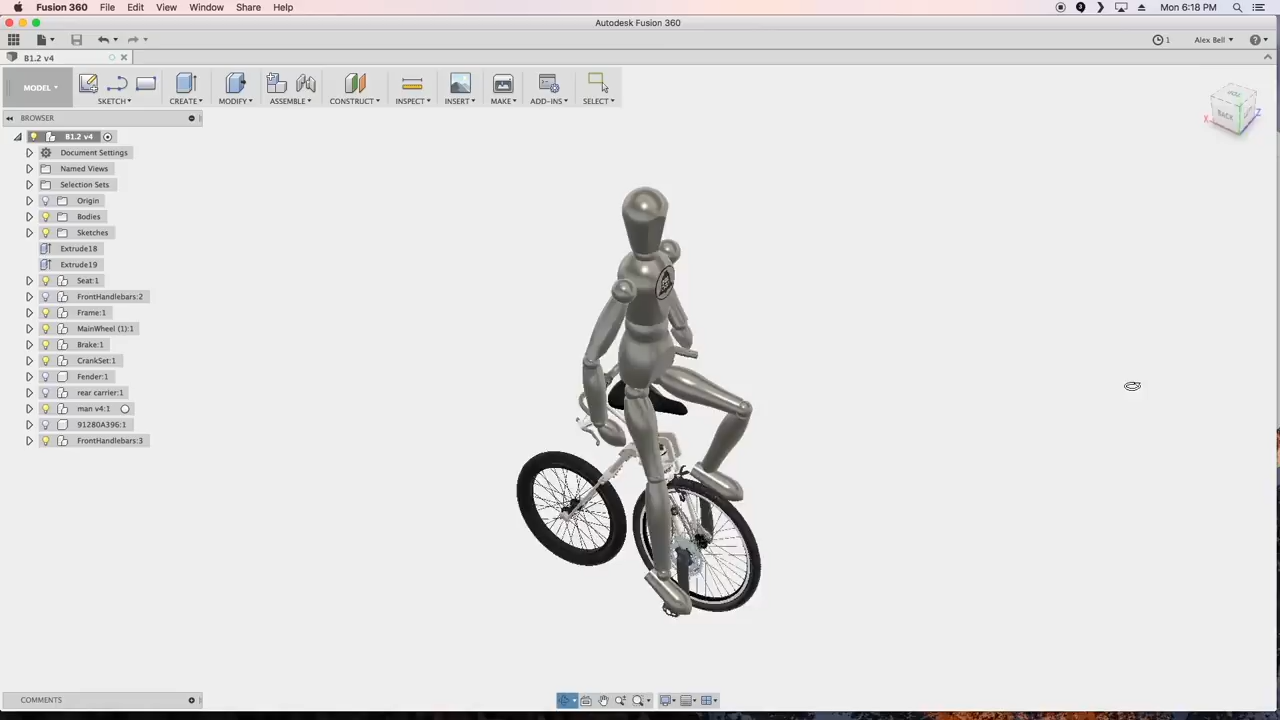 Fusion 360 File Edit View Window Share Help
3 Mon 6:18 PM
Autodesk Fusion 360
1 Alex Bell
B1.2 v4
MODEL
SKETCH CREATE MODIFY ASSEMBLE CONSTRUCT INSPECT INSERT MAKE ADD-INS SELECT
BROWSER
B1.2 v4
Document Settings
Named Views
Selection Sets
Origin
Bodies
Sketches
Extrude18
Extrude19
Seat:1
FrontHandlebars:2
Frame:1
MainWheel (1):1
Brake:1
CrankSet:1
Fender:1
rear carrier:1
man v4:1
91280A396:1
FrontHandlebars:3
BACK
X
Z
COMMENTS